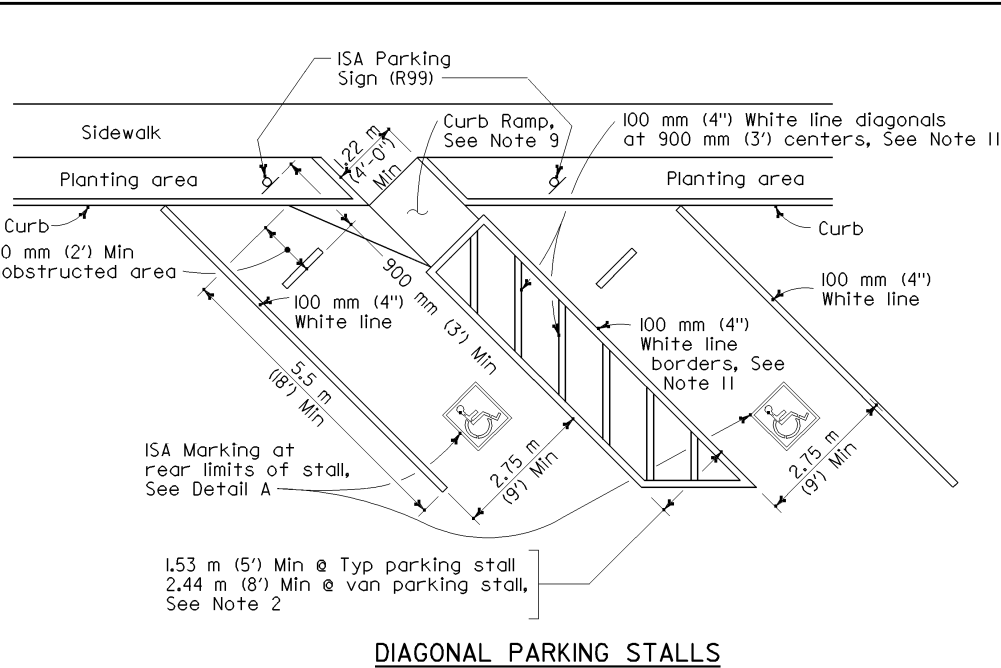 ISA Parking
Sign (R99)
Sidewalk
1.22 m
(4'-0")
Min
Curb Ramp,
See Note 9
100 mm (4") White line diagonals
at 900 mm (3') centers, See Note 11
Planting area
Planting area
Curb
0 mm (2') Min
obstructed area
Curb
900 mm (3') Min
100 mm (4")
White line
100 mm (4")
White line
borders, See
Note 11
100 mm (4")
White line
5.5 m
(18') Min
ISA Marking at
rear limits of stall,
See Detail A
2.75 m
(9') Min
2.75 m
(9') Min
1.53 m (5') Min @ Typ parking stall
2.44 m (8') Min @ van parking stall,
See Note 2
DIAGONAL PARKING STALLS